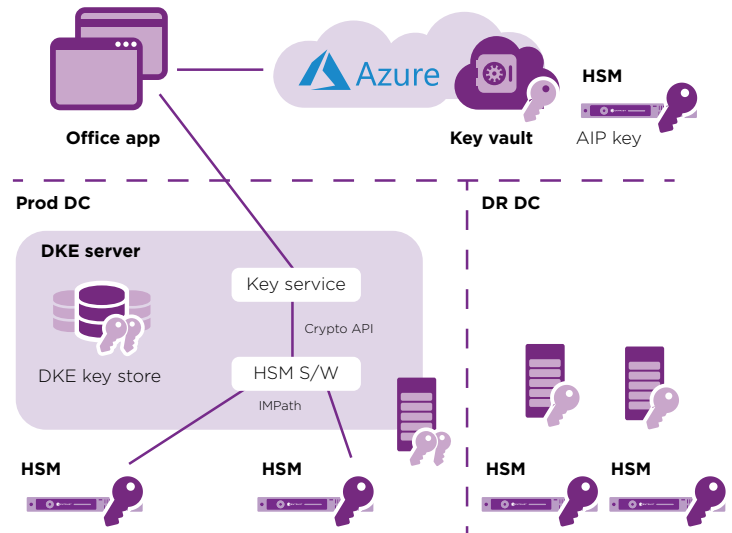 Azure
HSM
Office app
Key vault
AIP key
Prod DC
DR DC
DKE server
Key service
Crypto API
DKE key store
HSM S/W
IMPath
HSM
HSM
HSM
HSM